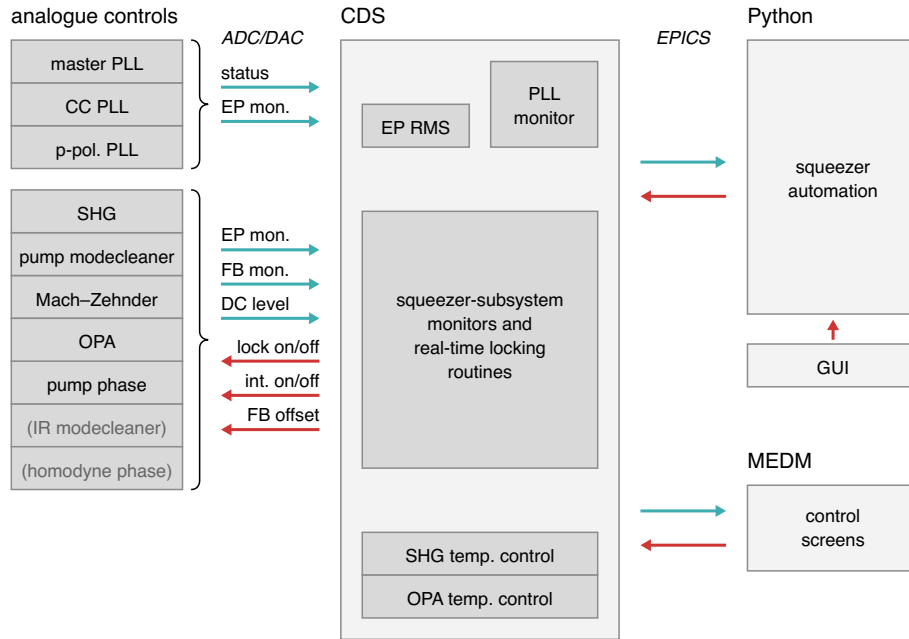 analogue controls
master PLL
CC PLL
p-pol. PLL
SHG
pump modecleaner
Mach–Zehnder
OPA
pump phase
(IR modecleaner)
(homodyne phase)
ADC/DAC
status
EP mon.
EP mon.
FB mon.
DC level
lock on/off
int. on/off
FB offset
CDS
EP RMS
PLL
monitor
squeezer-subsystem
monitors and
real-time locking
routines
SHG temp. control
OPA temp. control
EPICS
Python
squeezer
automation
GUI
MEDM
control
screens